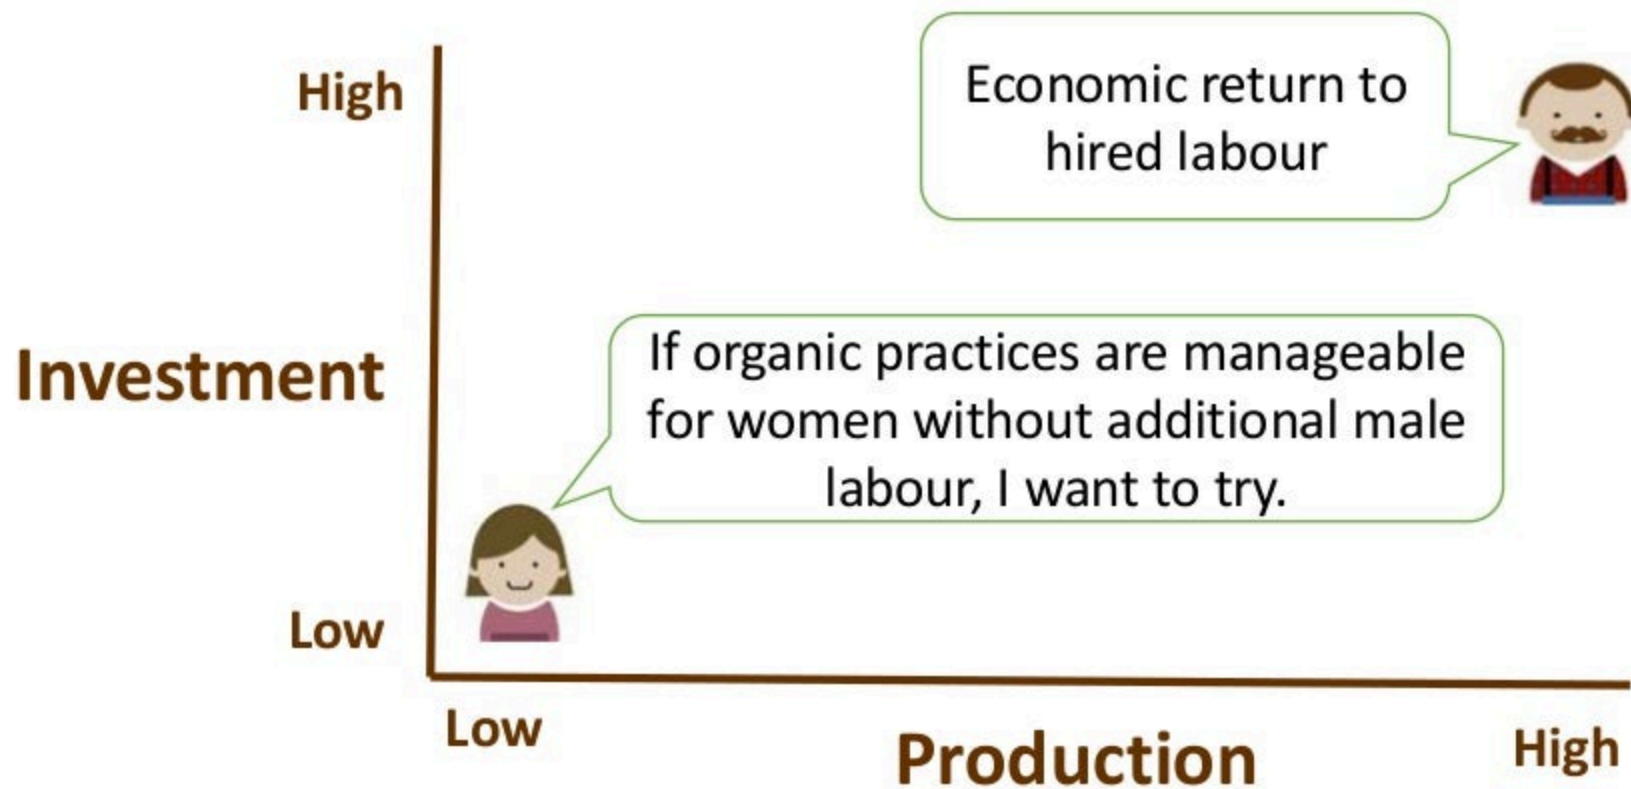 High
Economic return to
hired labour
Investment
If organic practices are manageable
for women without additional male
labour, I want to try.
Low
Low
Production
High